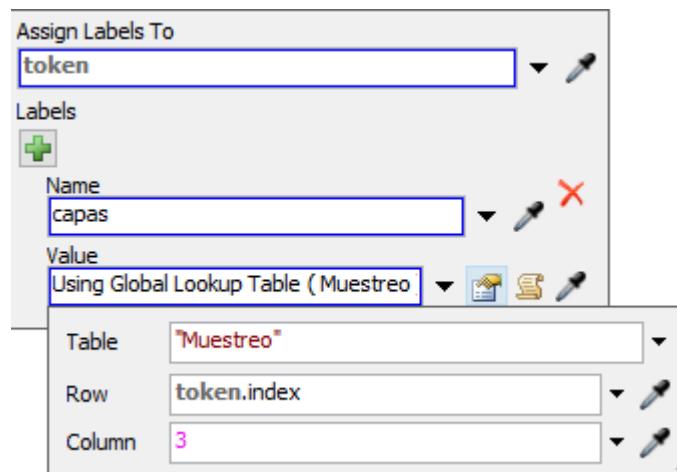 Assign Labels To
token
Labels
Name
capas
Value
Using Global Lookup Table ( Muestreo
Table "Muestreo"
Row token.index
Column 3